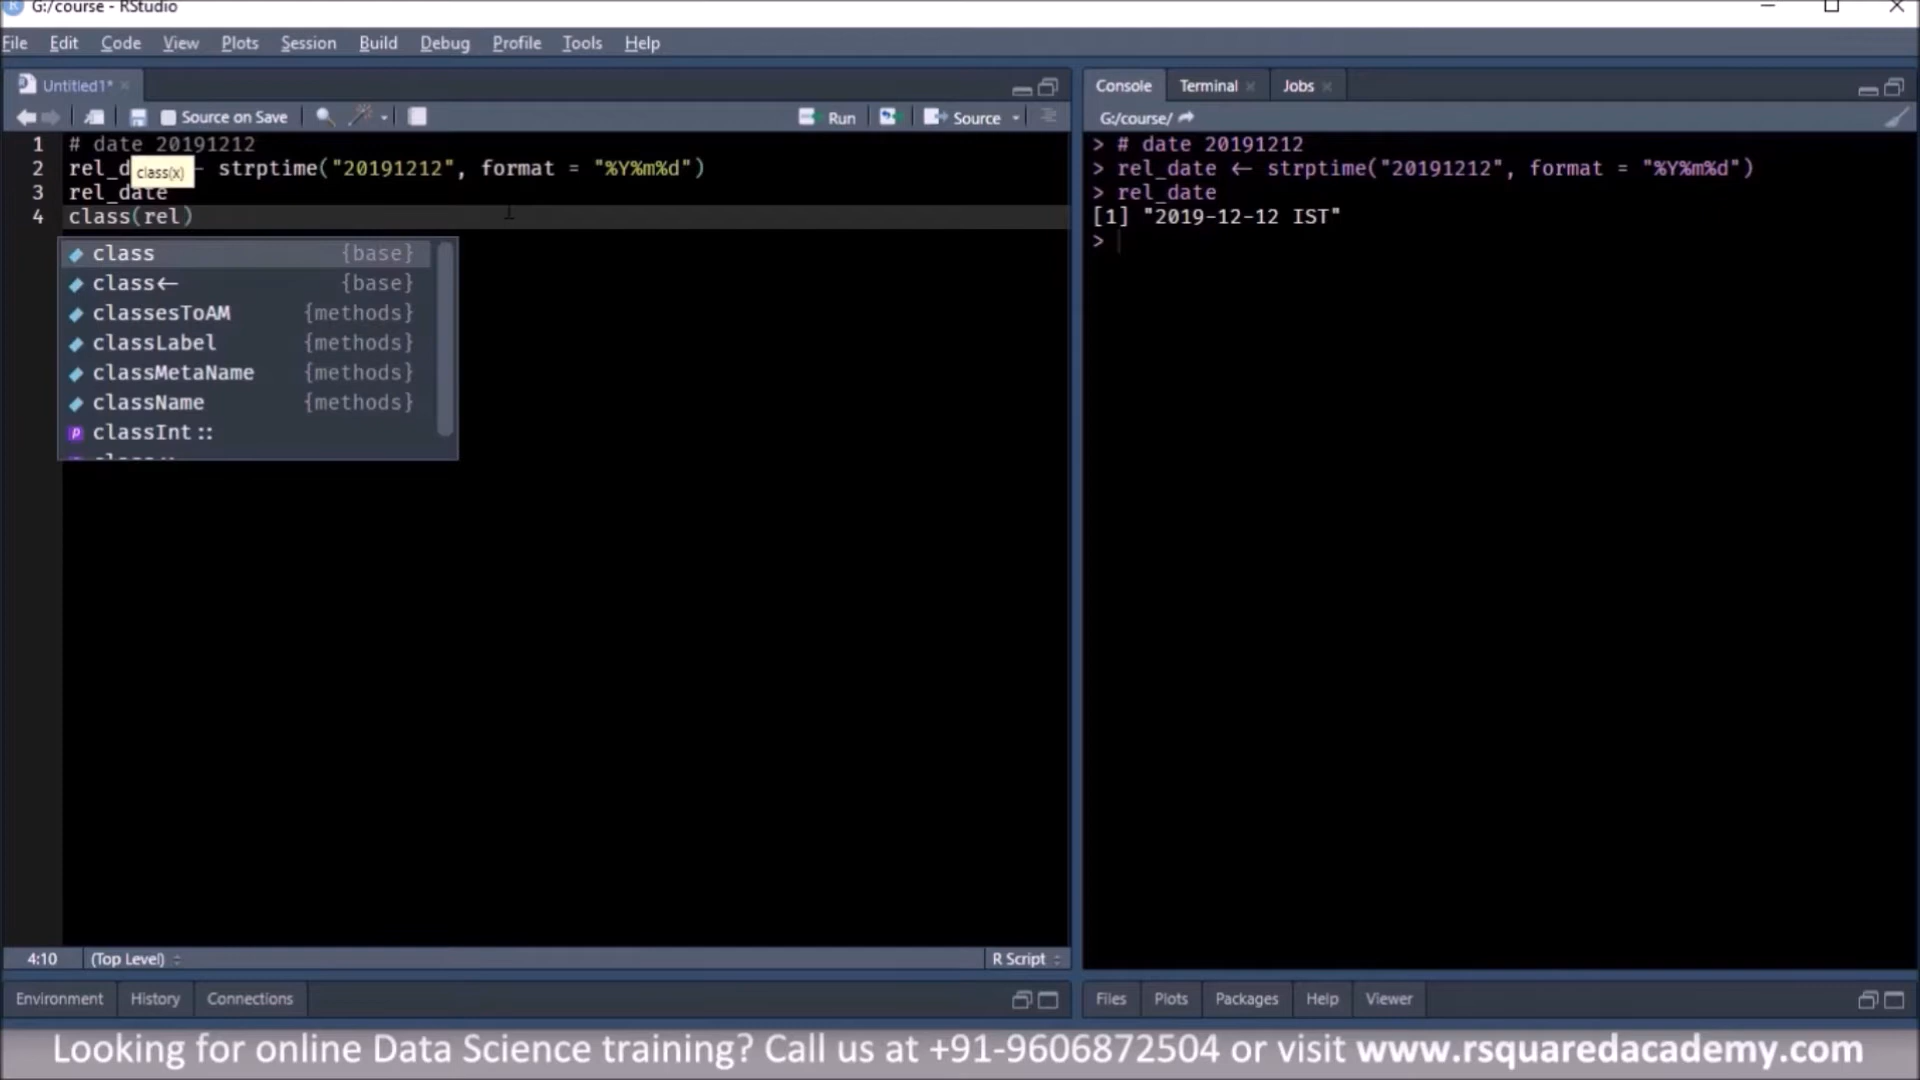 G:/course - RStudio
File Edit Code View Plots Session Build Debug Profile Tools Help
Untitled1*
Source on Save Run Source
1 # date 20191212
2 rel_d - strptime("20191212", format = "%Y%m%d")
class(x)
3 rel_date
4 class(rel)
class {base}
class<- {base}
classesToAM {methods}
classLabel {methods}
classMetaName {methods}
className {methods}
classInt::
4:10 (Top Level) R Script
Environment History Connections
Console Terminal Jobs
G:/course/
> # date 20191212
> rel_date <- strptime("20191212", format = "%Y%m%d")
> rel_date
[1] "2019-12-12 IST"
>
Files Plots Packages Help Viewer
Looking for online Data Science training? Call us at +91-9606872504 or visit www.rsquaredacademy.com